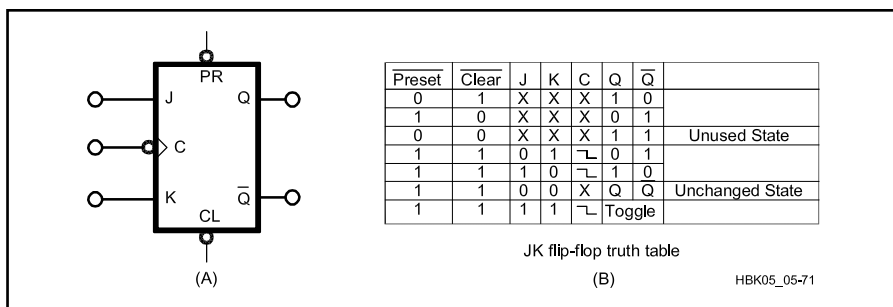 PR
J
Q
C
K
Q̅
CL
(A)
P̅r̅e̅s̅e̅t̅ C̅l̅e̅a̅r̅ J K C Q Q̅
0 1 X X X 1 0
1 0 X X X 0 1
0 0 X X X 1 1 Unused State
1 1 0 1 0 1
1 1 1 0 1 0
1 1 0 0 X Q Q̅ Unchanged State
1 1 1 1 Toggle
JK flip-flop truth table
(B)
HBK05_05-71